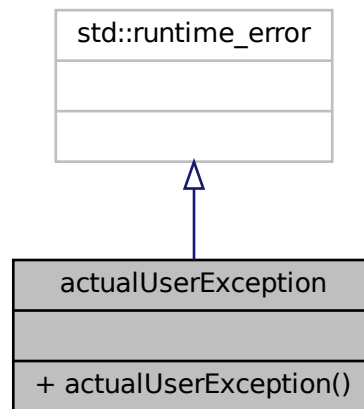 std::runtime_error
actualUserException
+ actualUserException()